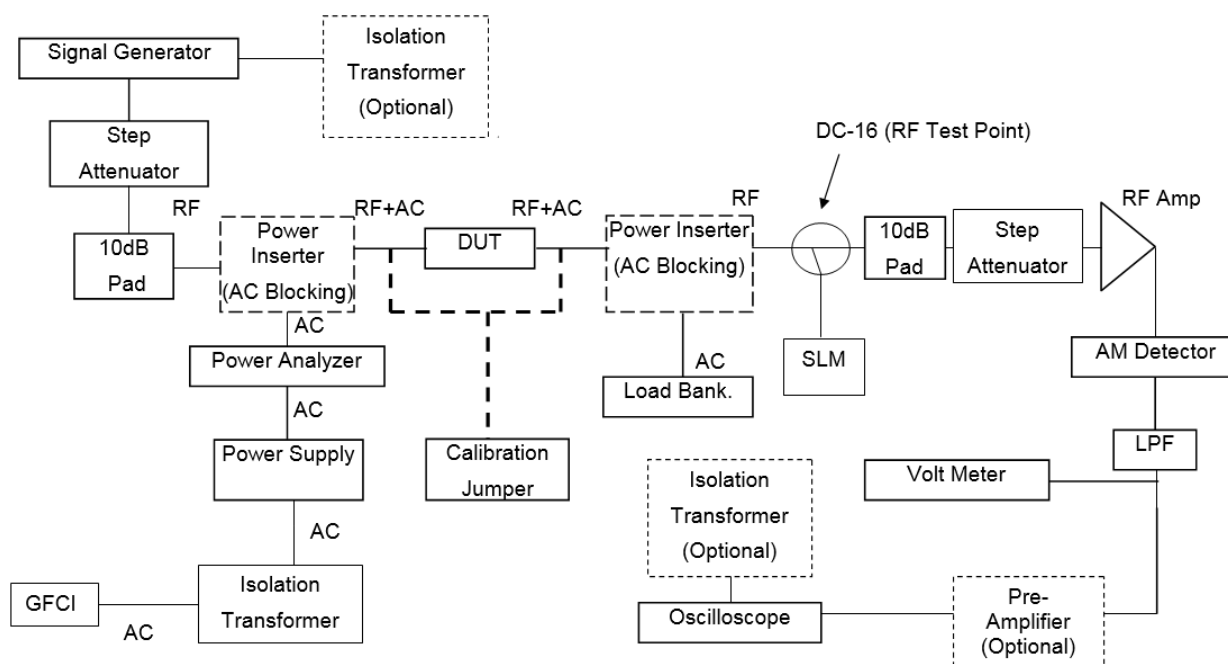 Signal Generator
Isolation
Transformer
(Optional)
Step
Attenuator
DC-16 (RF Test Point)
RF
RF+AC
RF+AC
RF
RF Amp
10dB
Pad
Power
Inserter
(AC Blocking)
DUT
Power Inserter
(AC Blocking)
10dB
Pad
Step
Attenuator
AC
Power Analyzer
AC
SLM
AM Detector
AC
Load Bank.
Power Supply
Calibration
Jumper
LPF
Volt Meter
Isolation
Transformer
(Optional)
AC
GFCI
AC
Isolation
Transformer
Oscilloscope
Pre-
Amplifier
(Optional)